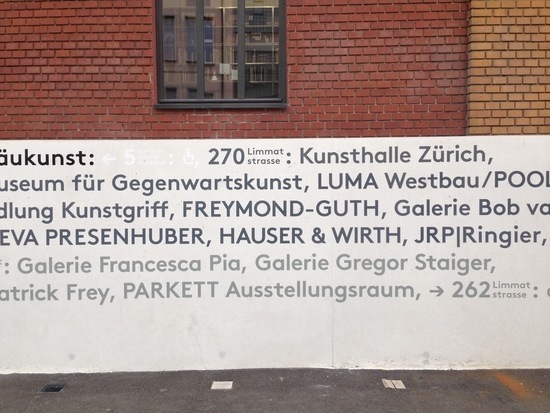 äukunst: ← 5 : 270 Limmat strasse : Kunsthalle Zürich,
useum für Gegenwartskunst, LUMA Westbau/POOL
dlung Kunstgriff, FREYMOND-GUTH, Galerie Bob va
EVA PRESENHUBER, HAUSER & WIRTH, JRP|Ringier,
: Galerie Francesca Pia, Galerie Gregor Staiger,
atrick Frey, PARKETT Ausstellungsraum, → 262 Limmat strasse :